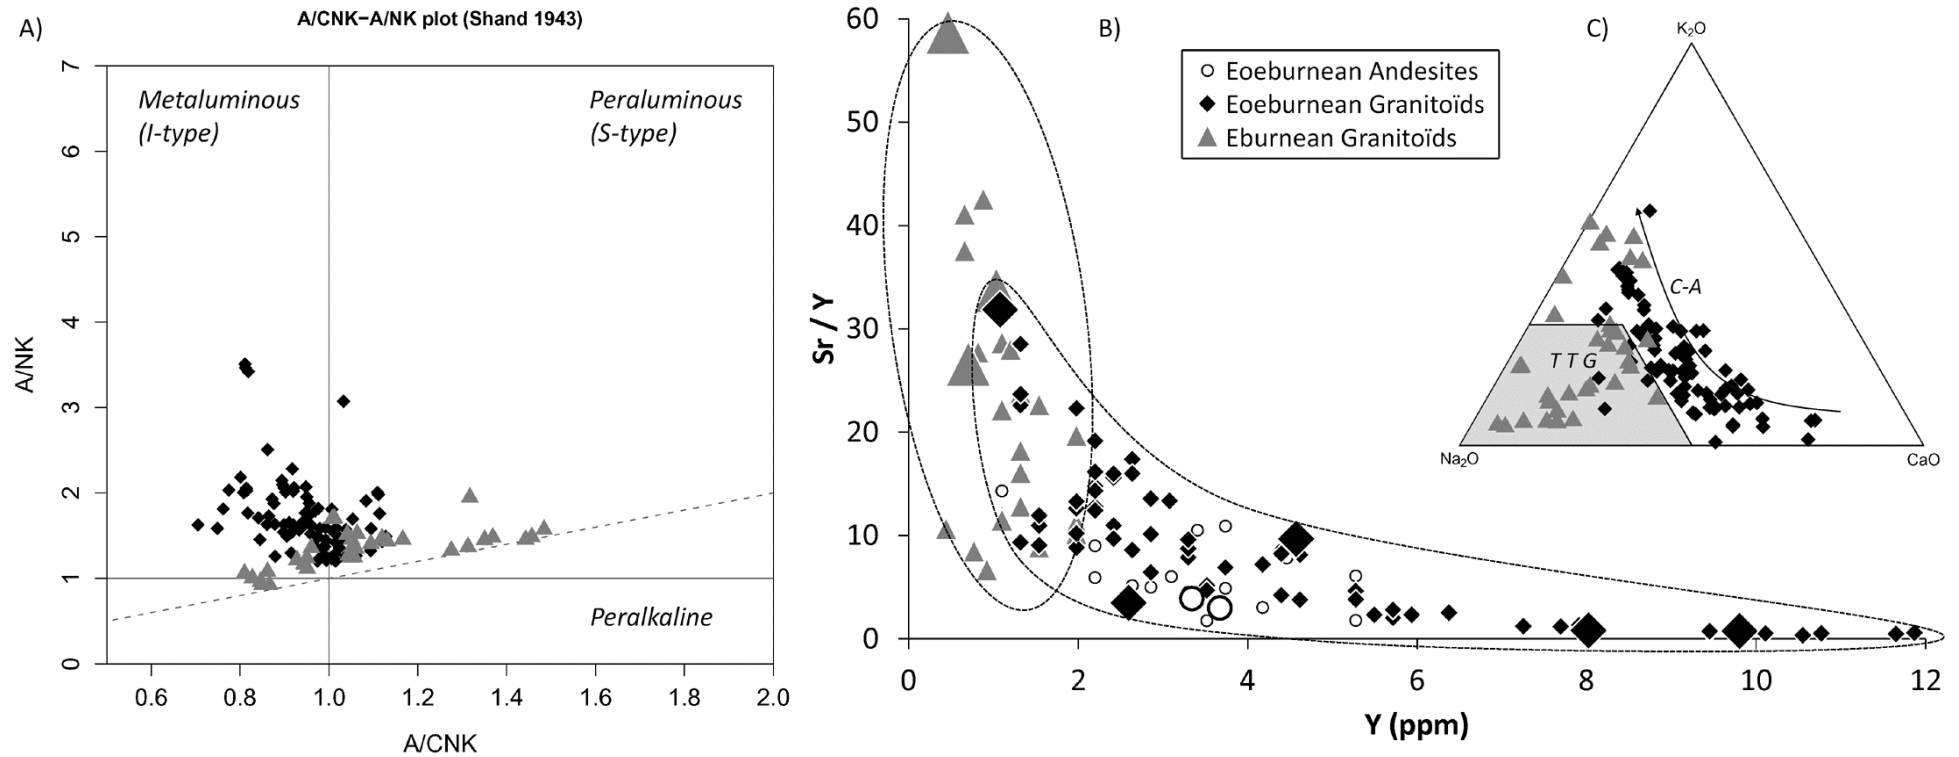 A)
A/CNK−A/NK plot (Shand 1943)
Metaluminous
(I-type)
Peraluminous
(S-type)
Peralkaline
A/NK
7
6
5
4
3
2
1
0
0.6
0.8
1.0
1.2
1.4
1.6
1.8
2.0
A/CNK
B)
Eoeburnean Andesites
Eoeburnean Granitoïds
Eburnean Granitoïds
Sr / Y
60
50
40
30
20
10
0
0
2
4
6
8
10
12
Y (ppm)
C)
K₂O
C-A
T T G
Na₂O
CaO